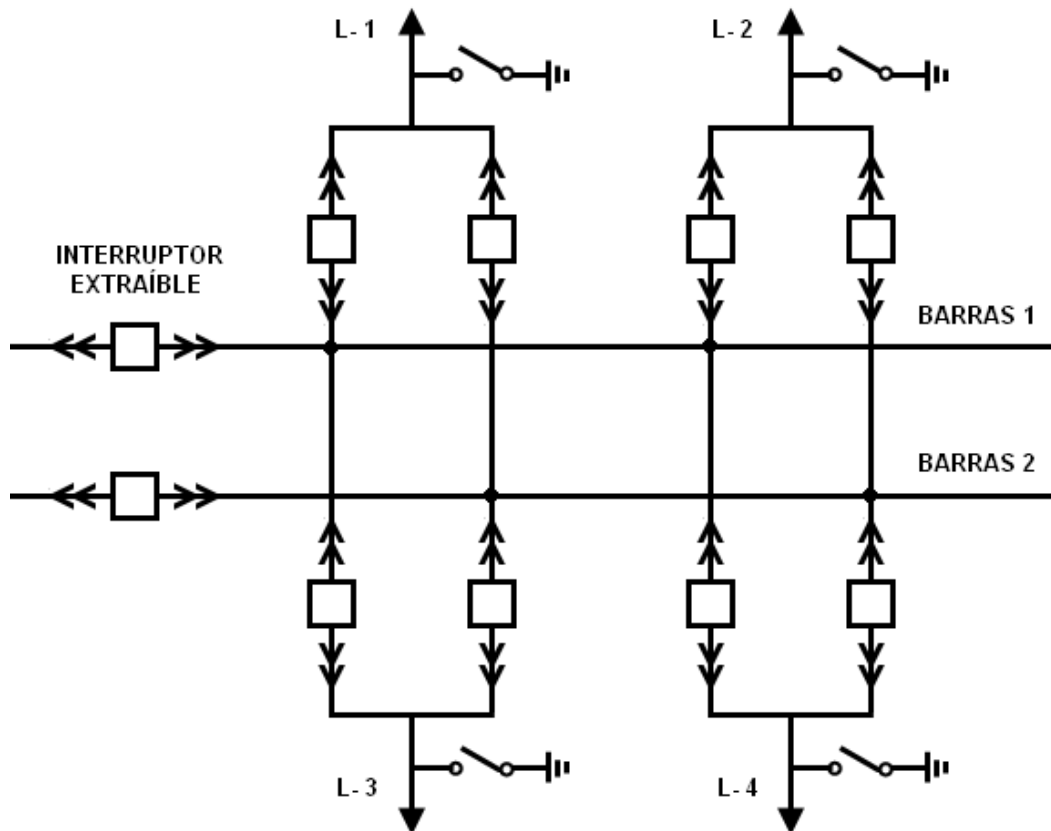 L- 1
L- 2
INTERRUPTOR
EXTRAÍBLE
BARRAS 1
BARRAS 2
L- 3
L- 4